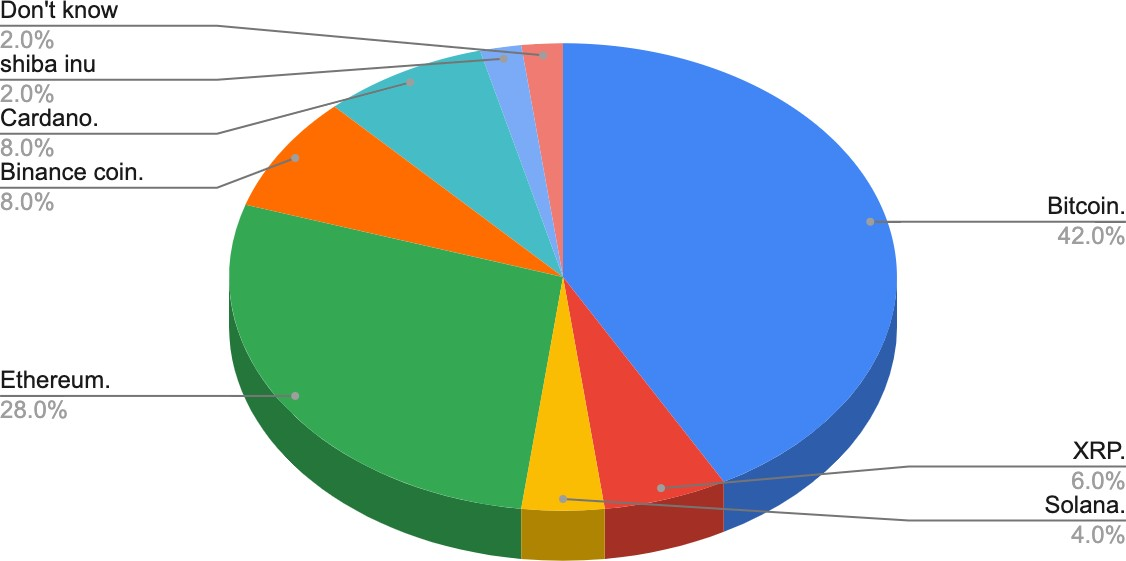 Don't know
2.0%
shiba inu
2.0%
Cardano.
8.0%
Binance coin.
8.0%
Ethereum.
28.0%
Bitcoin.
42.0%
XRP.
6.0%
Solana.
4.0%